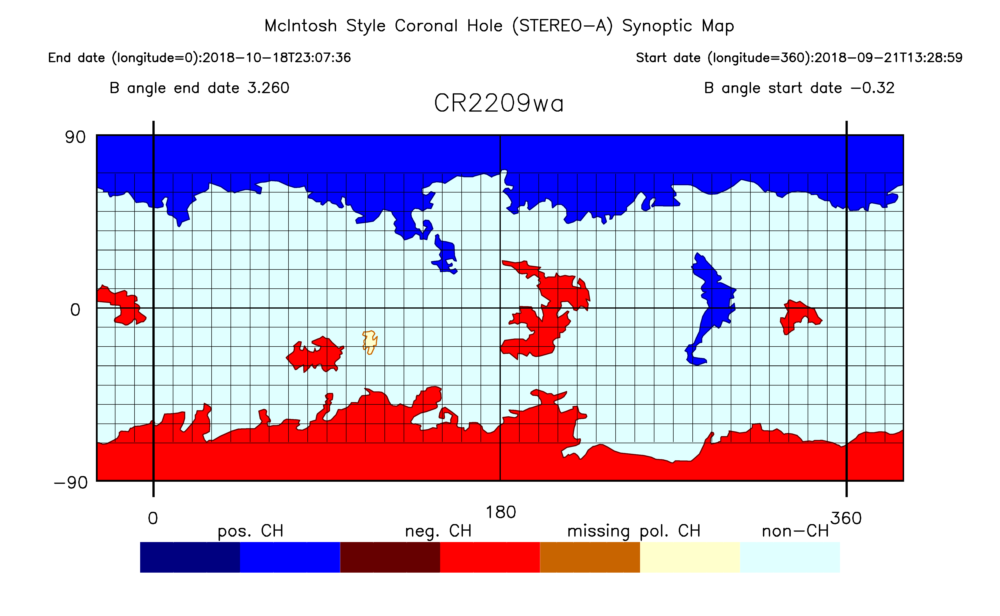 McIntosh Style Coronal Hole (STEREO-A) Synoptic Map
End date (longitude=0):2018-10-18T23:07:36
Start date (longitude=360):2018-09-21T13:28:59
B angle end date 3.260
B angle start date -0.32
CR2209wa
90
0
-90
0
180
360
pos. CH
neg. CH
missing pol. CH
non-CH